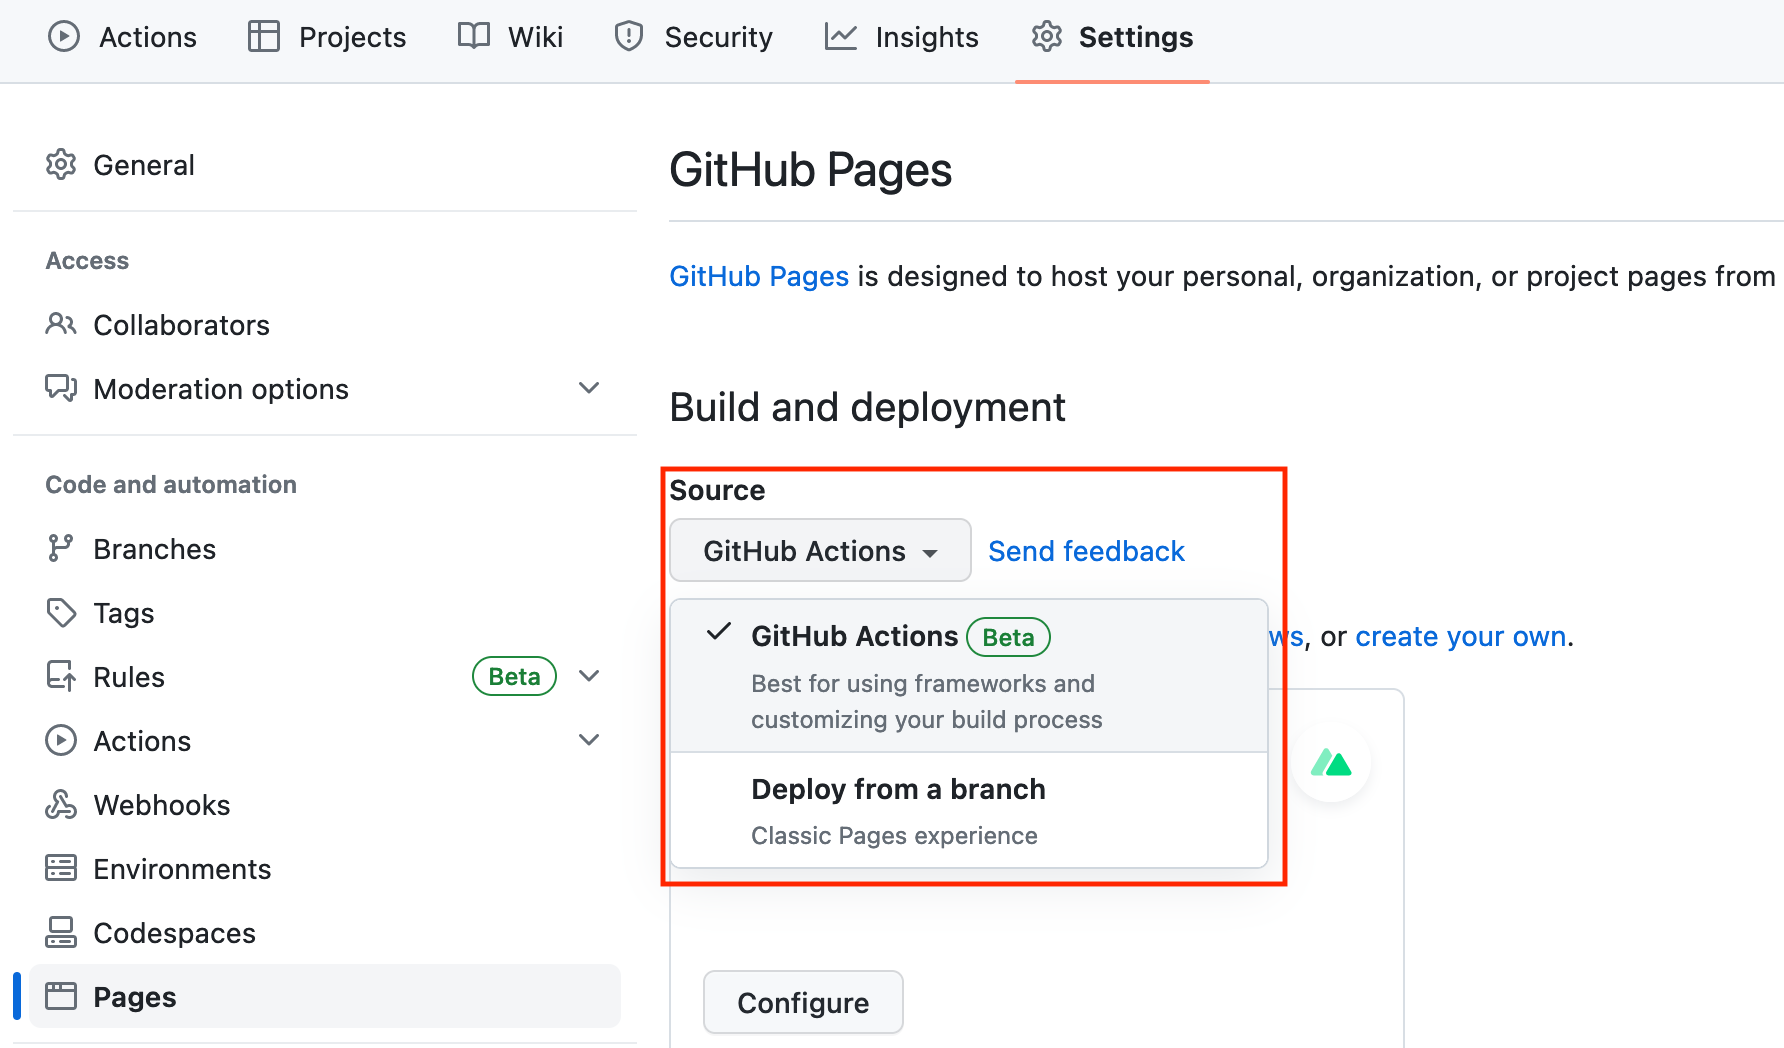 Actions Projects Wiki Security Insights Settings
General
Access
Collaborators
Moderation options
Code and automation
Branches
Tags
Rules Beta
Actions
Webhooks
Environments
Codespaces
Pages
GitHub Pages
GitHub Pages is designed to host your personal, organization, or project pages from
Build and deployment
Source
GitHub Actions Send feedback
GitHub Actions Beta
Best for using frameworks and
customizing your build process
, or create your own.
Deploy from a branch
Classic Pages experience
Configure